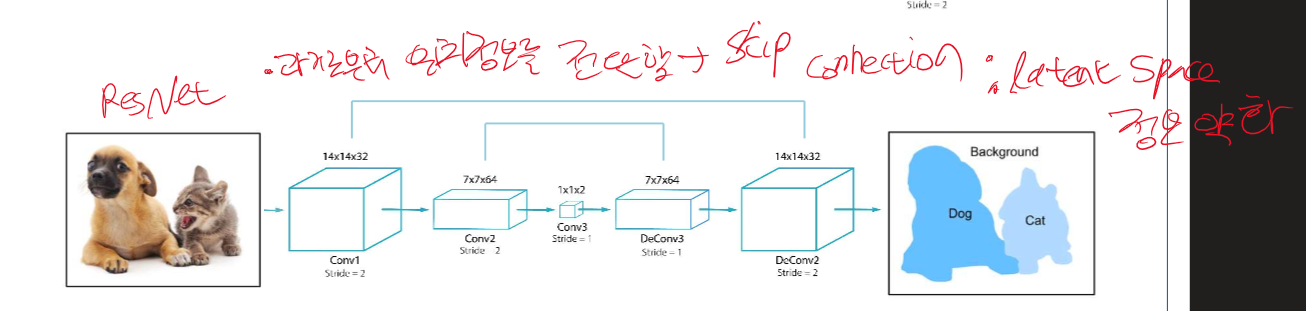 Stride = 2
·과거로부터 위치정보를 전달함 → Skip connection : latent space
정보 약화
ResNet
14x14x32
7x7x64
1x1x2
7x7x64
14x14x32
Conv1
Stride = 2
Conv2
Stride 2
Conv3
Stride = 1
DeConv3
Stride = 1
DeConv2
Stride = 2
Background
Dog
Cat